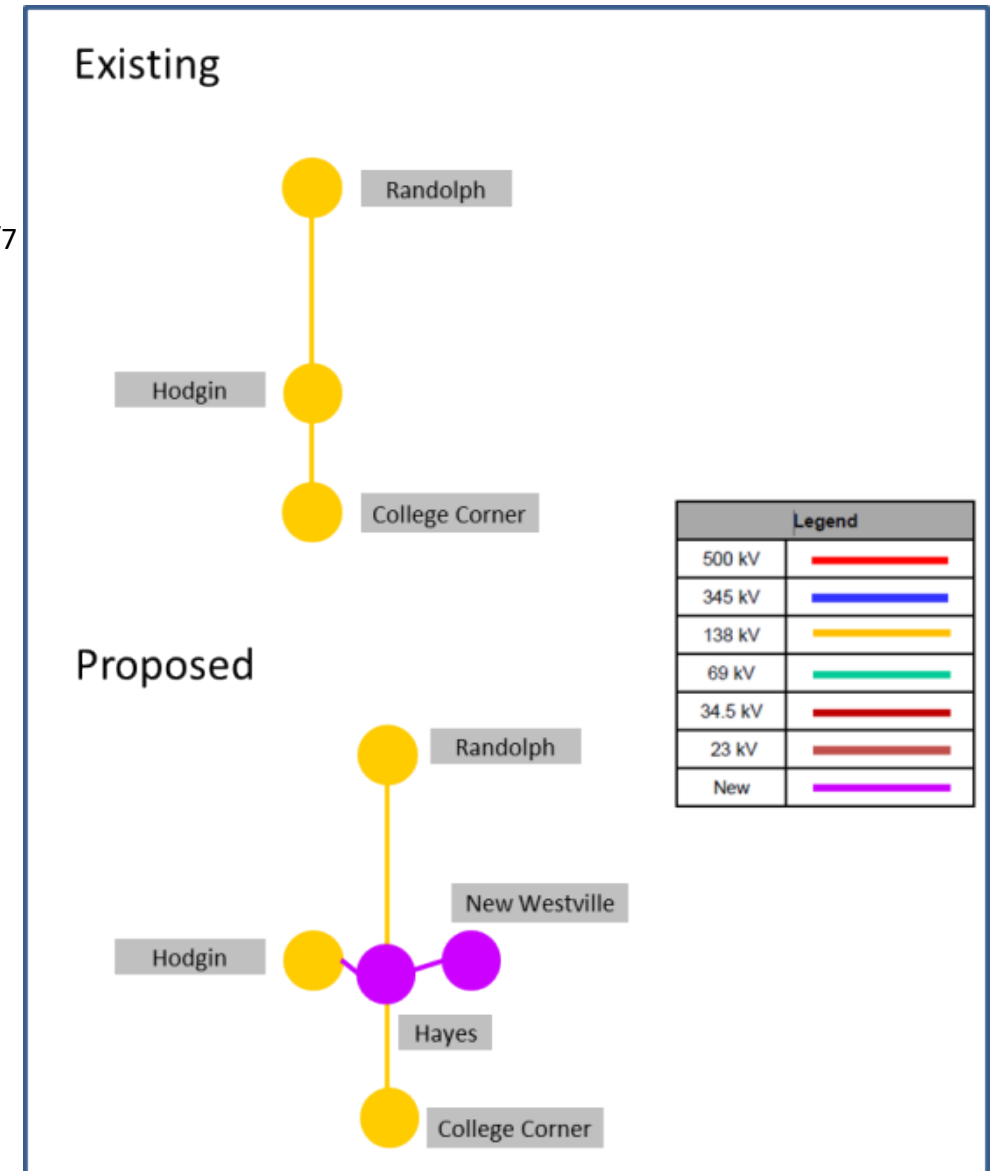 Existing
Randolph
/7
Hodgin
College Corner
Legend
500 kV
345 kV
138 kV
69 kV
34.5 kV
23 kV
New
Proposed
Randolph
New Westville
Hodgin
Hayes
College Corner